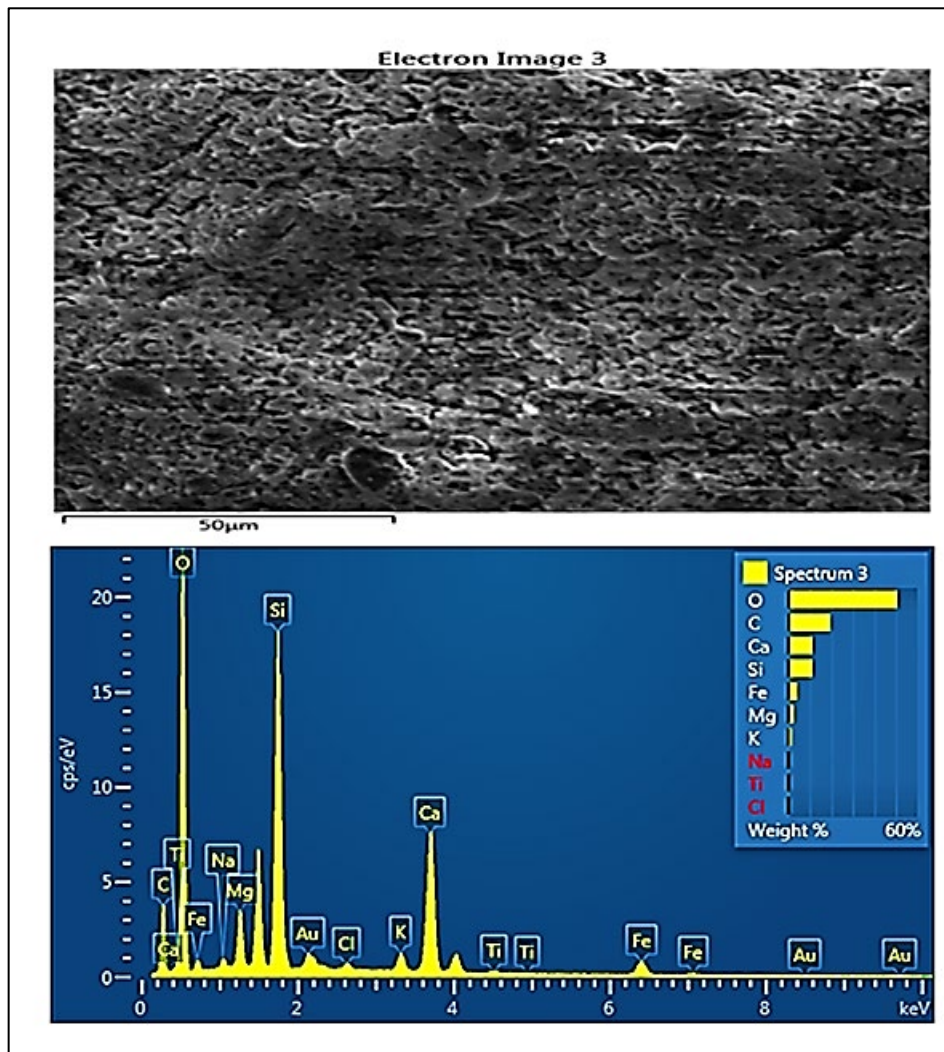 Electron Image 3
50µm
Spectrum 3
O
C
Ca
Si
Fe
Mg
K
Na
Ti
Cl
Weight % 60%
cps/eV
20
15
10
5
0
O
Si
Ca
Ti
Na
C
Mg
Fe
Ca
Au
Cl
K
Ti
Ti
Fe
Fe
Au
Au
0 2 4 6 8 keV